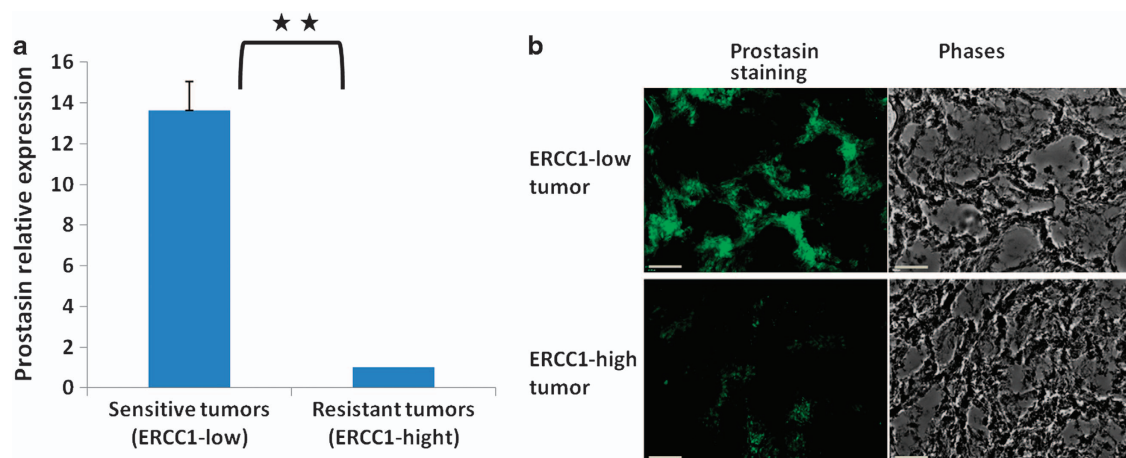 a
★ ★
Prostasin relative expression
16
14
12
10
8
6
4
2
0
Sensitive tumors
(ERCC1-low)
Resistant tumors
(ERCC1-hight)
b
Prostasin
staining
Phases
ERCC1-low
tumor
ERCC1-high
tumor